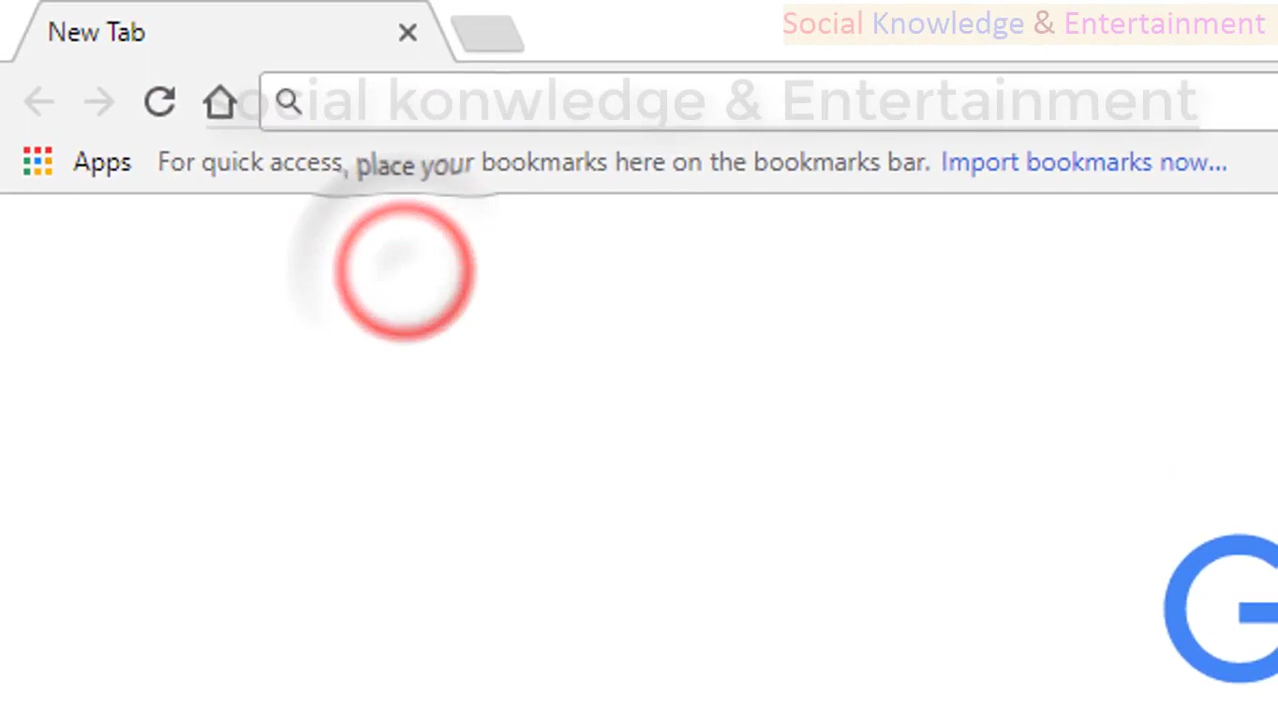 New Tab
Social Knowledge & Entertainment
Social konwledge & Entertainment
Apps For quick access, place your bookmarks here on the bookmarks bar. Import bookmarks now...
G